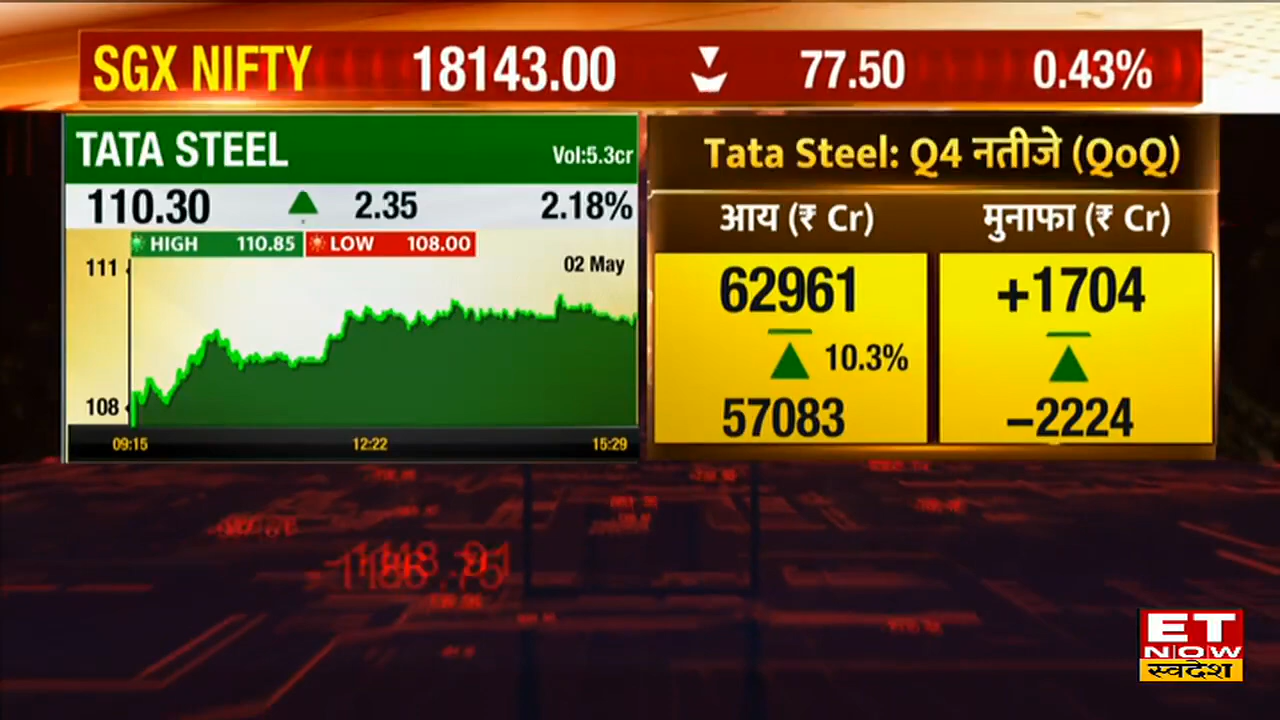 SGX NIFTY 18143.00 77.50 0.43%
TATA STEEL Vol:5.3cr
110.30 2.35 2.18%
HIGH 110.85 LOW 108.00
02 May
111
108
09:15 12:22 15:29
Tata Steel: Q4 नतीजे (QoQ)
आय (₹ Cr) मुनाफा (₹ Cr)
62961 +1704
10.3%
57083 -2224
ET
NOW
स्वदेश